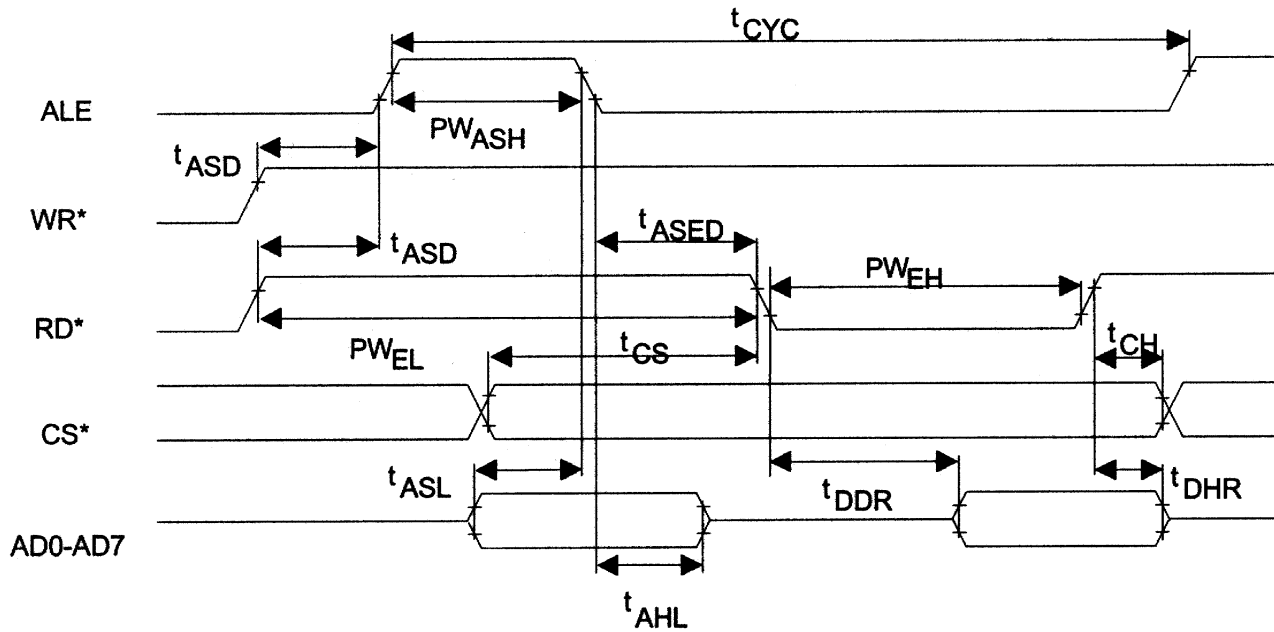 tCYC
ALE
PWASH
tASD
WR*
tASD
tASED
PWEH
RD*
PWEL
tCS
tCH
CS*
tASL
tDDR
tDHR
AD0-AD7
tAHL